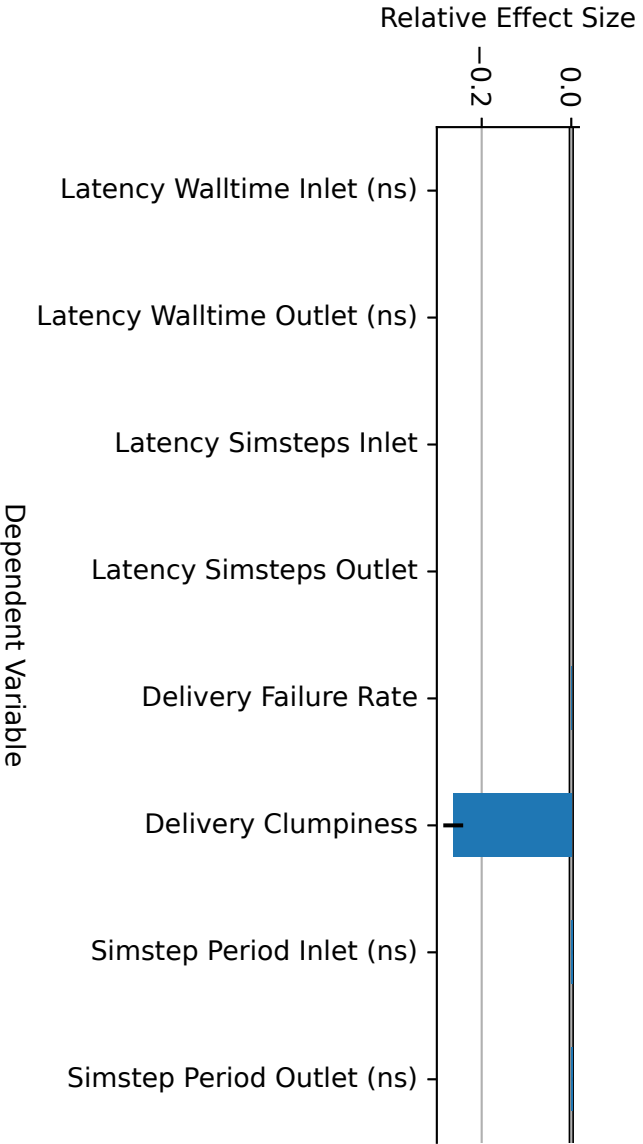 Relative Effect Size
−0.2
0.0
Latency Walltime Inlet (ns)
Latency Walltime Outlet (ns)
Latency Simsteps Inlet
Latency Simsteps Outlet
Delivery Failure Rate
Delivery Clumpiness
Simstep Period Inlet (ns)
Simstep Period Outlet (ns)
Dependent Variable